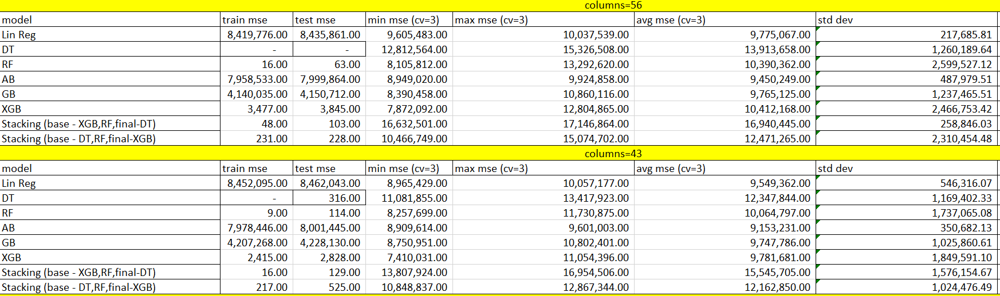 columns=56
model train mse test mse min mse (cv=3) max mse (cv=3) avg mse (cv=3) std dev
Lin Reg 8,419,776.00 8,435,861.00 9,605,483.00 10,037,539.00 9,775,067.00 217,685.81
DT - - 12,812,564.00 15,326,508.00 13,913,658.00 1,260,189.64
RF 16.00 63.00 8,105,812.00 13,292,620.00 10,390,362.00 2,599,527.12
AB 7,958,533.00 7,999,864.00 8,949,020.00 9,924,858.00 9,450,249.00 487,979.51
GB 4,140,035.00 4,150,712.00 8,390,458.00 10,860,116.00 9,765,125.00 1,237,465.51
XGB 3,477.00 3,845.00 7,872,092.00 12,804,865.00 10,412,168.00 2,466,753.42
Stacking (base - XGB,RF,final-DT) 48.00 103.00 16,632,501.00 17,146,864.00 16,940,445.00 258,846.03
Stacking (base - DT,RF,final-XGB) 231.00 228.00 10,466,749.00 15,074,702.00 12,471,265.00 2,310,454.48
columns=43
model train mse test mse min mse (cv=3) max mse (cv=3) avg mse (cv=3) std dev
Lin Reg 8,452,095.00 8,462,043.00 8,965,429.00 10,057,177.00 9,549,362.00 546,316.07
DT - 316.00 11,081,855.00 13,417,923.00 12,347,844.00 1,169,402.33
RF 9.00 114.00 8,257,699.00 11,730,875.00 10,064,797.00 1,737,065.08
AB 7,978,446.00 8,001,445.00 8,909,614.00 9,601,003.00 9,153,231.00 350,682.13
GB 4,207,268.00 4,228,130.00 8,750,951.00 10,802,401.00 9,747,786.00 1,025,860.61
XGB 2,415.00 2,828.00 7,410,031.00 11,054,396.00 9,781,681.00 1,849,591.10
Stacking (base - XGB,RF,final-DT) 16.00 129.00 13,807,924.00 16,954,506.00 15,545,705.00 1,576,154.67
Stacking (base - DT,RF,final-XGB) 217.00 525.00 10,848,837.00 12,867,344.00 12,162,850.00 1,024,476.49